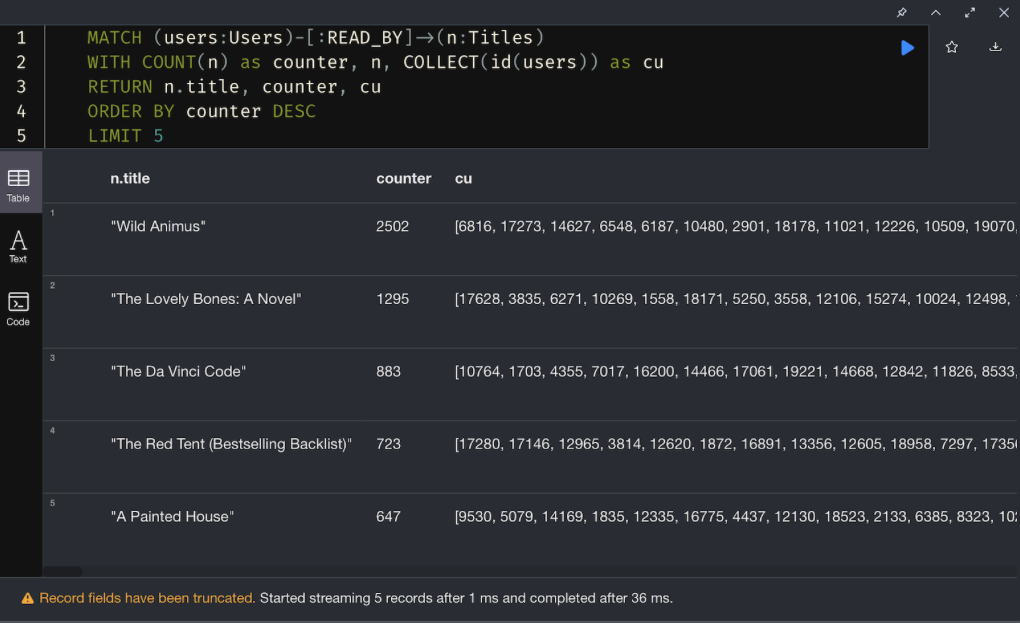 1 MATCH (users:Users)-[:READ_BY]→(n:Titles)
2 WITH COUNT(n) as counter, n, COLLECT(id(users)) as cu
3 RETURN n.title, counter, cu
4 ORDER BY counter DESC
5 LIMIT 5
Table
Text
Code
n.title counter cu
1 "Wild Animus" 2502 [6816, 17273, 14627, 6548, 6187, 10480, 2901, 18178, 11021, 12226, 10509, 19070,
2 "The Lovely Bones: A Novel" 1295 [17628, 3835, 6271, 10269, 1558, 18171, 5250, 3558, 12106, 15274, 10024, 12498,
3 "The Da Vinci Code" 883 [10764, 1703, 4355, 7017, 16200, 14466, 17061, 19221, 14668, 12842, 11826, 8533,
4 "The Red Tent (Bestselling Backlist)" 723 [17280, 17146, 12965, 3814, 12620, 1872, 16891, 13356, 12605, 18958, 7297,
5 "A Painted House" 647 [9530, 5079, 14169, 1835, 12335, 16775, 4437, 12130, 18523, 2133, 6385, 8323,
Record fields have been truncated. Started streaming 5 records after 1 ms and completed after 36 ms.